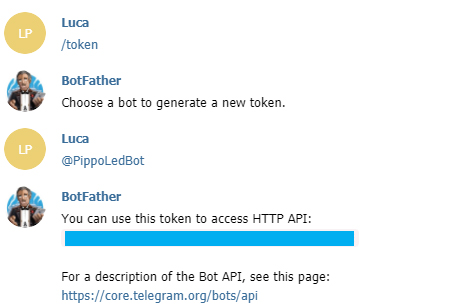 LP
Luca
/token
BotFather
Choose a bot to generate a new token.
LP
Luca
@PippoLedBot
BotFather
You can use this token to access HTTP API:
For a description of the Bot API, see this page:
https://core.telegram.org/bots/api